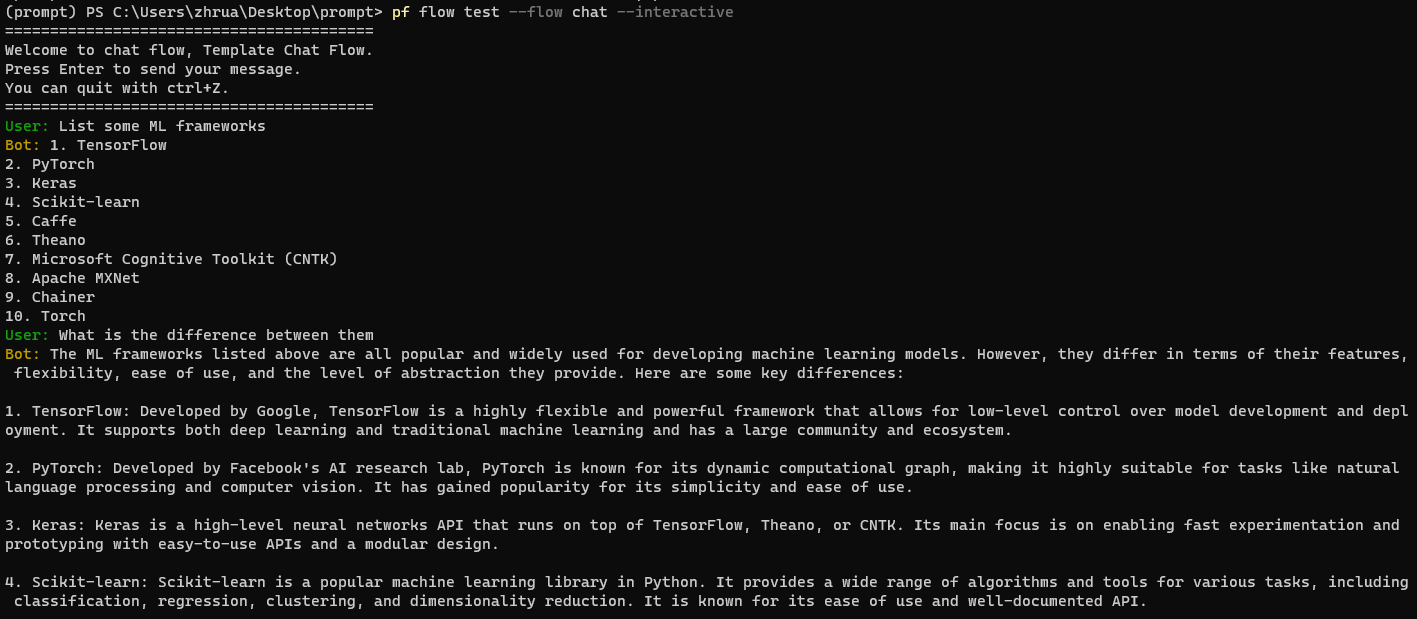 (prompt) PS C:\Users\zhrua\Desktop\prompt> pf flow test --flow chat --interactive
=========================================
Welcome to chat flow, Template Chat Flow.
Press Enter to send your message.
You can quit with ctrl+Z.
=========================================
User: List some ML frameworks
Bot: 1. TensorFlow
2. PyTorch
3. Keras
4. Scikit-learn
5. Caffe
6. Theano
7. Microsoft Cognitive Toolkit (CNTK)
8. Apache MXNet
9. Chainer
10. Torch
User: What is the difference between them
Bot: The ML frameworks listed above are all popular and widely used for developing machine learning models. However, they differ in terms of their features,
 flexibility, ease of use, and the level of abstraction they provide. Here are some key differences:

1. TensorFlow: Developed by Google, TensorFlow is a highly flexible and powerful framework that allows for low-level control over model development and depl
oyment. It supports both deep learning and traditional machine learning and has a large community and ecosystem.

2. PyTorch: Developed by Facebook's AI research lab, PyTorch is known for its dynamic computational graph, making it highly suitable for tasks like natural
language processing and computer vision. It has gained popularity for its simplicity and ease of use.

3. Keras: Keras is a high-level neural networks API that runs on top of TensorFlow, Theano, or CNTK. Its main focus is on enabling fast experimentation and
prototyping with easy-to-use APIs and a modular design.

4. Scikit-learn: Scikit-learn is a popular machine learning library in Python. It provides a wide range of algorithms and tools for various tasks, including
 classification, regression, clustering, and dimensionality reduction. It is known for its ease of use and well-documented API.